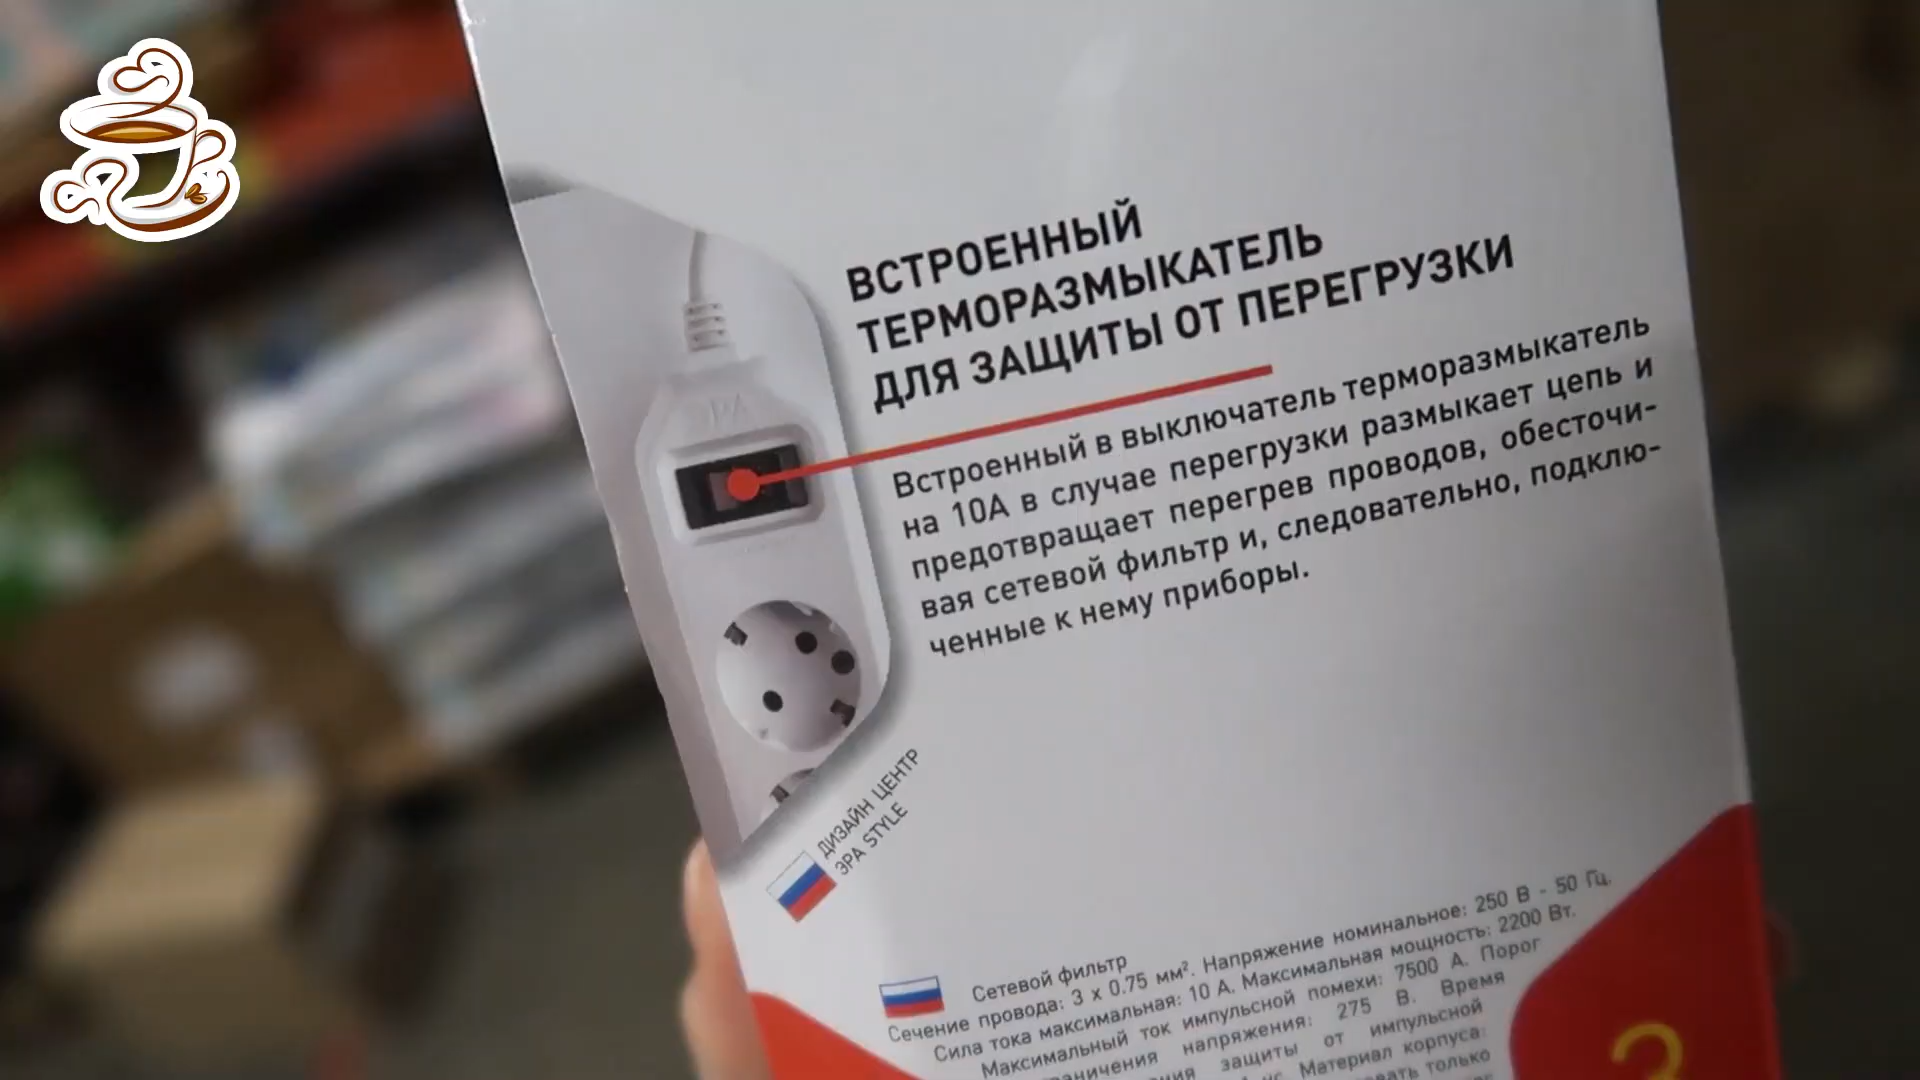 ВСТРОЕННЫЙ
ТЕРМОРАЗМЫКАТЕЛЬ
ДЛЯ ЗАЩИТЫ ОТ ПЕРЕГРУЗКИ
Встроенный в выключатель терморазмыкатель
на 10А в случае перегрузки размыкает цепь и
предотвращает перегрев проводов, обесточи-
вая сетевой фильтр и, следовательно, подклю-
ченные к нему приборы.
ДИЗАЙН ЦЕНТР
ЭРА STYLE
Сетевой фильтр
Сечение провода: 3 x 0.75 мм². Напряжение номинальное: 250 В - 50 Гц.
Сила тока максимальная: 10 А. Максимальная мощность: 2200 Вт.
Максимальный ток импульсной помехи: 7500 А. Порог
напряжения: 275 В. Время
защиты от импульсной
Материал корпуса:
только
3